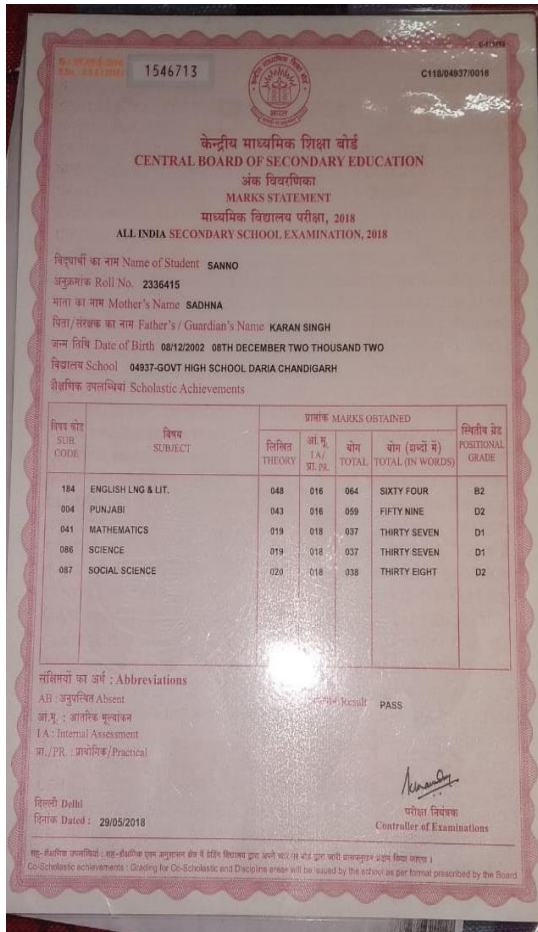 1546713
C118/04937/0016
भारत
केन्द्रीय माध्यमिक शिक्षा बोर्ड
CENTRAL BOARD OF SECONDARY EDUCATION
अंक विवरणिका
MARKS STATEMENT
माध्यमिक विद्यालय परीक्षा, 2018
ALL INDIA SECONDARY SCHOOL EXAMINATION, 2018
विद्यार्थी का नाम Name of Student SANNO
अनुक्रमांक Roll No. 2336415
माता का नाम Mother's Name SADHNA
पिता/संरक्षक का नाम Father's / Guardian's Name KARAN SINGH
जन्म तिथि Date of Birth 08/12/2002 08TH DECEMBER TWO THOUSAND TWO
विद्यालय School 04937-GOVT HIGH SCHOOL DARIA CHANDIGARH
शैक्षणिक उपलब्धियां Scholastic Achievements
विषय कोड SUB. CODE विषय SUBJECT प्राप्तांक MARKS OBTAINED स्थितीय ग्रेड POSITIONAL GRADE
लिखित THEORY आं.मू. I A/ प्रा. PR. योग TOTAL योग (शब्दों में) TOTAL (IN WORDS)
184 ENGLISH LNG & LIT. 048 016 064 SIXTY FOUR B2
004 PUNJABI 043 016 059 FIFTY NINE D2
041 MATHEMATICS 019 018 037 THIRTY SEVEN D1
086 SCIENCE 019 018 037 THIRTY SEVEN D1
087 SOCIAL SCIENCE 020 018 038 THIRTY EIGHT D2
संक्षिप्तियों का अर्थ : Abbreviations
AB : अनुपस्थित Absent
Result PASS
आं.मू. : आंतरिक मूल्यांकन
I A : Internal Assessment
प्रा./PR. : प्रायोगिक/Practical
दिल्ली Delhi
दिनांक Dated : 29/05/2018
परीक्षा नियंत्रक
Controller of Examinations
Co-Scholastic achievements : Grading for Co-Scholastic and Discipline areas will be issued by the school as per format prescribed by the Board